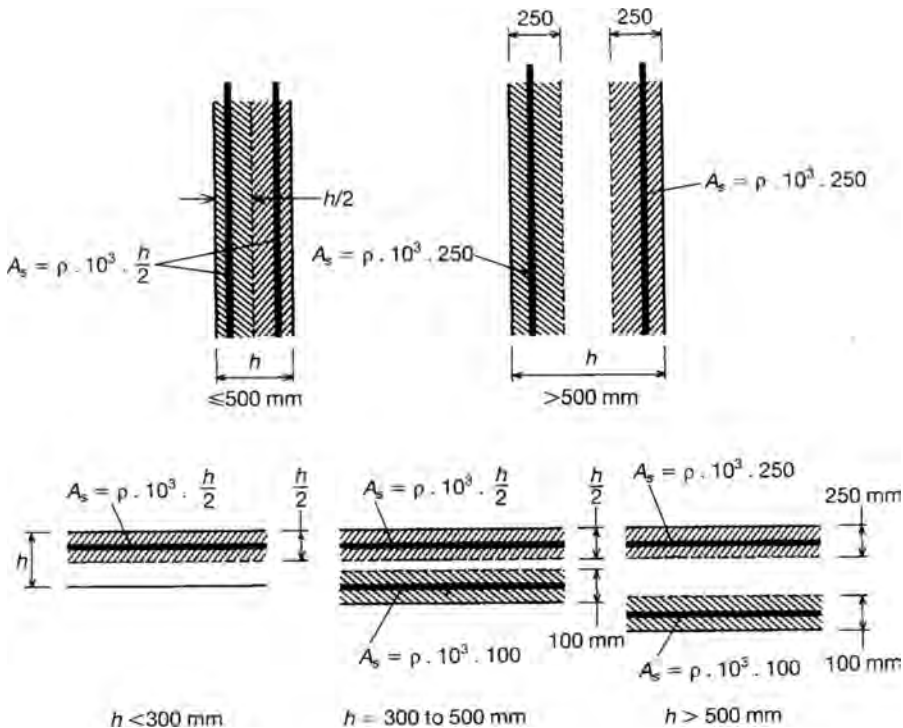 250
250
h/2
A_s = ρ . 10³ . 250
A_s = ρ . 10³ . h/2
A_s = ρ . 10³ . 250
h
≤500 mm
h
>500 mm
A_s = ρ . 10³ . h/2
h/2
h
h <300 mm
A_s = ρ . 10³ . h/2
h/2
100 mm
A_s = ρ . 10³ . 100
h = 300 to 500 mm
A_s = ρ . 10³ . 250
250 mm
A_s = ρ . 10³ . 100
100 mm
h > 500 mm